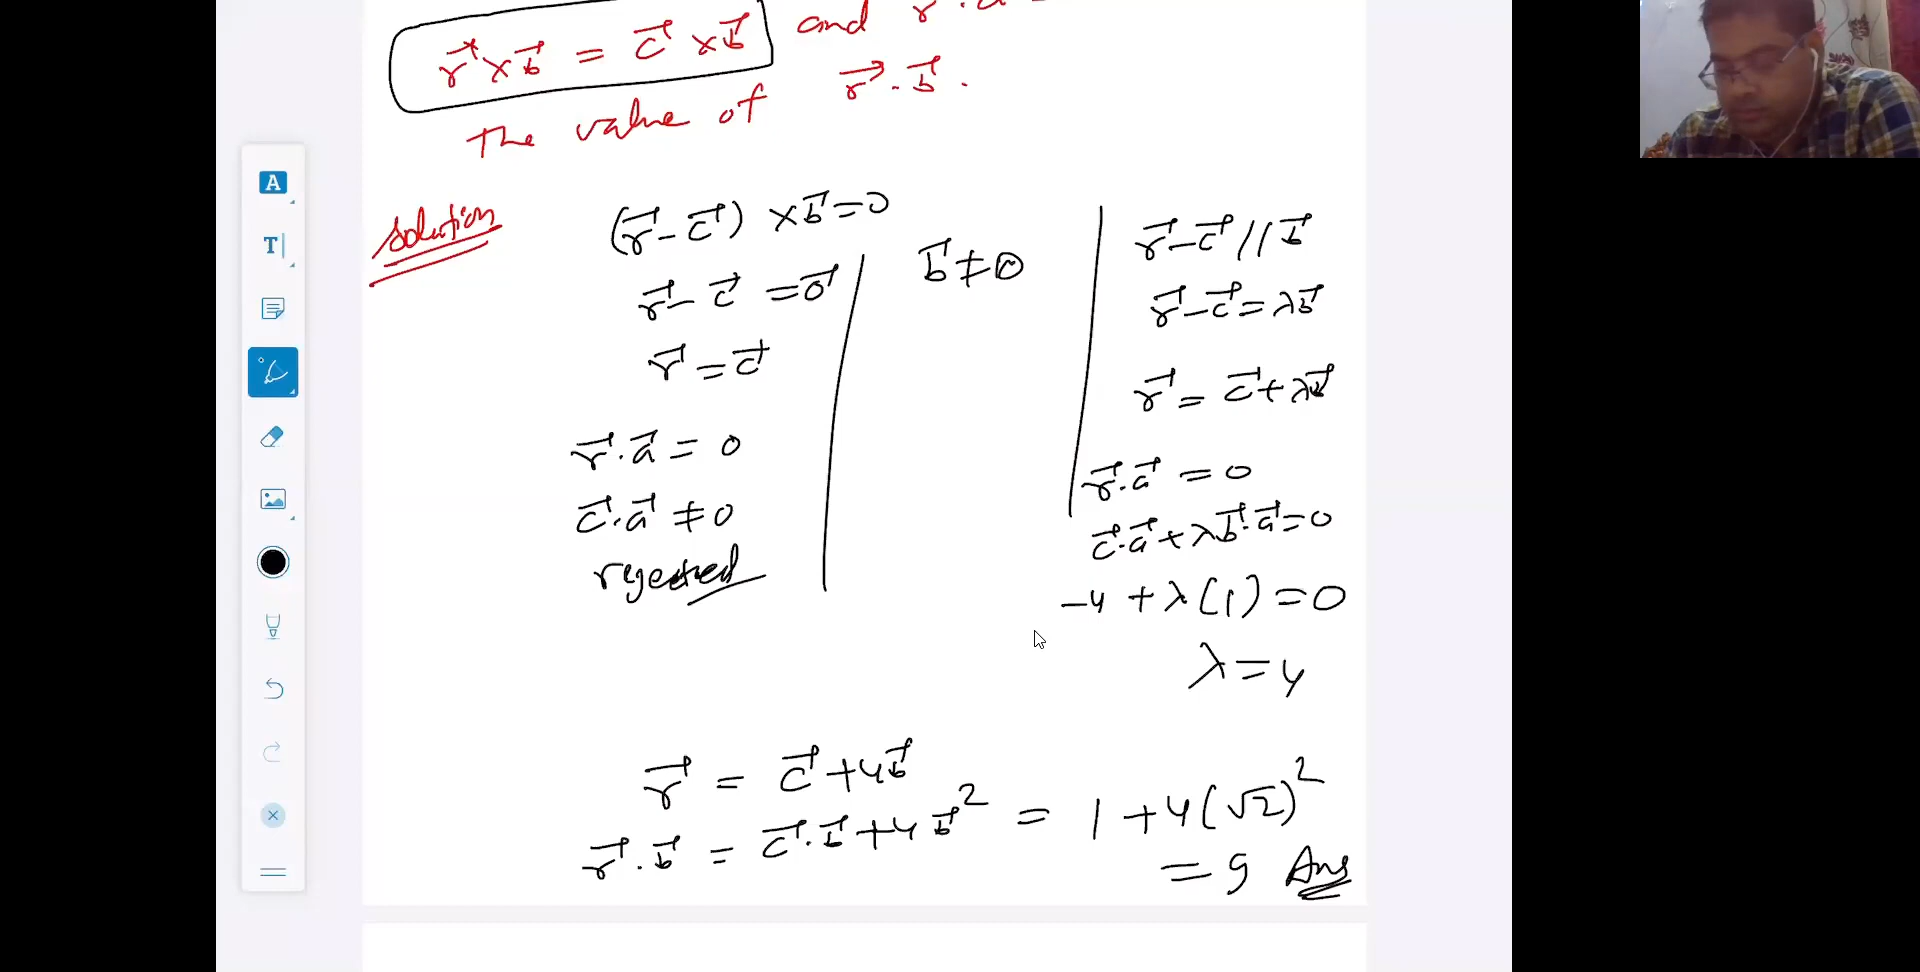 r⃗ × b⃗ = c⃗ × b⃗ and
The value of r⃗ . b⃗ .
Solution
(r⃗ - c⃗) × b⃗ = 0
r⃗ - c⃗ = 0⃗
r⃗ = c⃗
r⃗ . a⃗ = 0
c⃗ . a⃗ ≠ 0
rejected
b⃗ ≠ 0
r⃗ - c⃗ // b⃗
r⃗ - c⃗ = λb⃗
r⃗ = c⃗ + λb⃗
r⃗ . a⃗ = 0
c⃗ . a⃗ + λ b⃗ . a⃗ = 0
-4 + λ(1) = 0
λ = 4
r⃗ = c⃗ + 4b⃗
r⃗ . b⃗ = c⃗ . b⃗ + 4 b⃗² = 1 + 4(√2)²
= 9 Ans
A
T